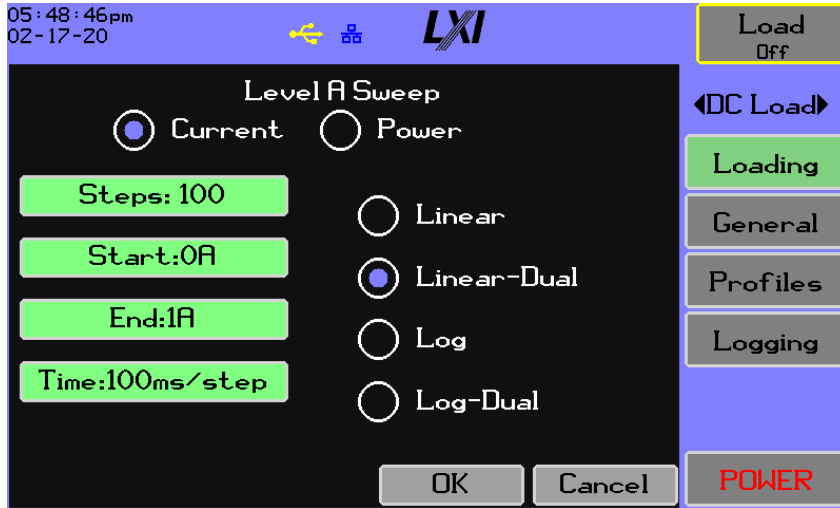 05:48:46pm
02-17-20
LXI
Load
Off
Level A Sweep
Current
Power
◀DC Load▶
Loading
Steps: 100
Linear
General
Start:0A
Linear-Dual
Profiles
End:1A
Log
Logging
Time:100ms/step
Log-Dual
OK
Cancel
POWER